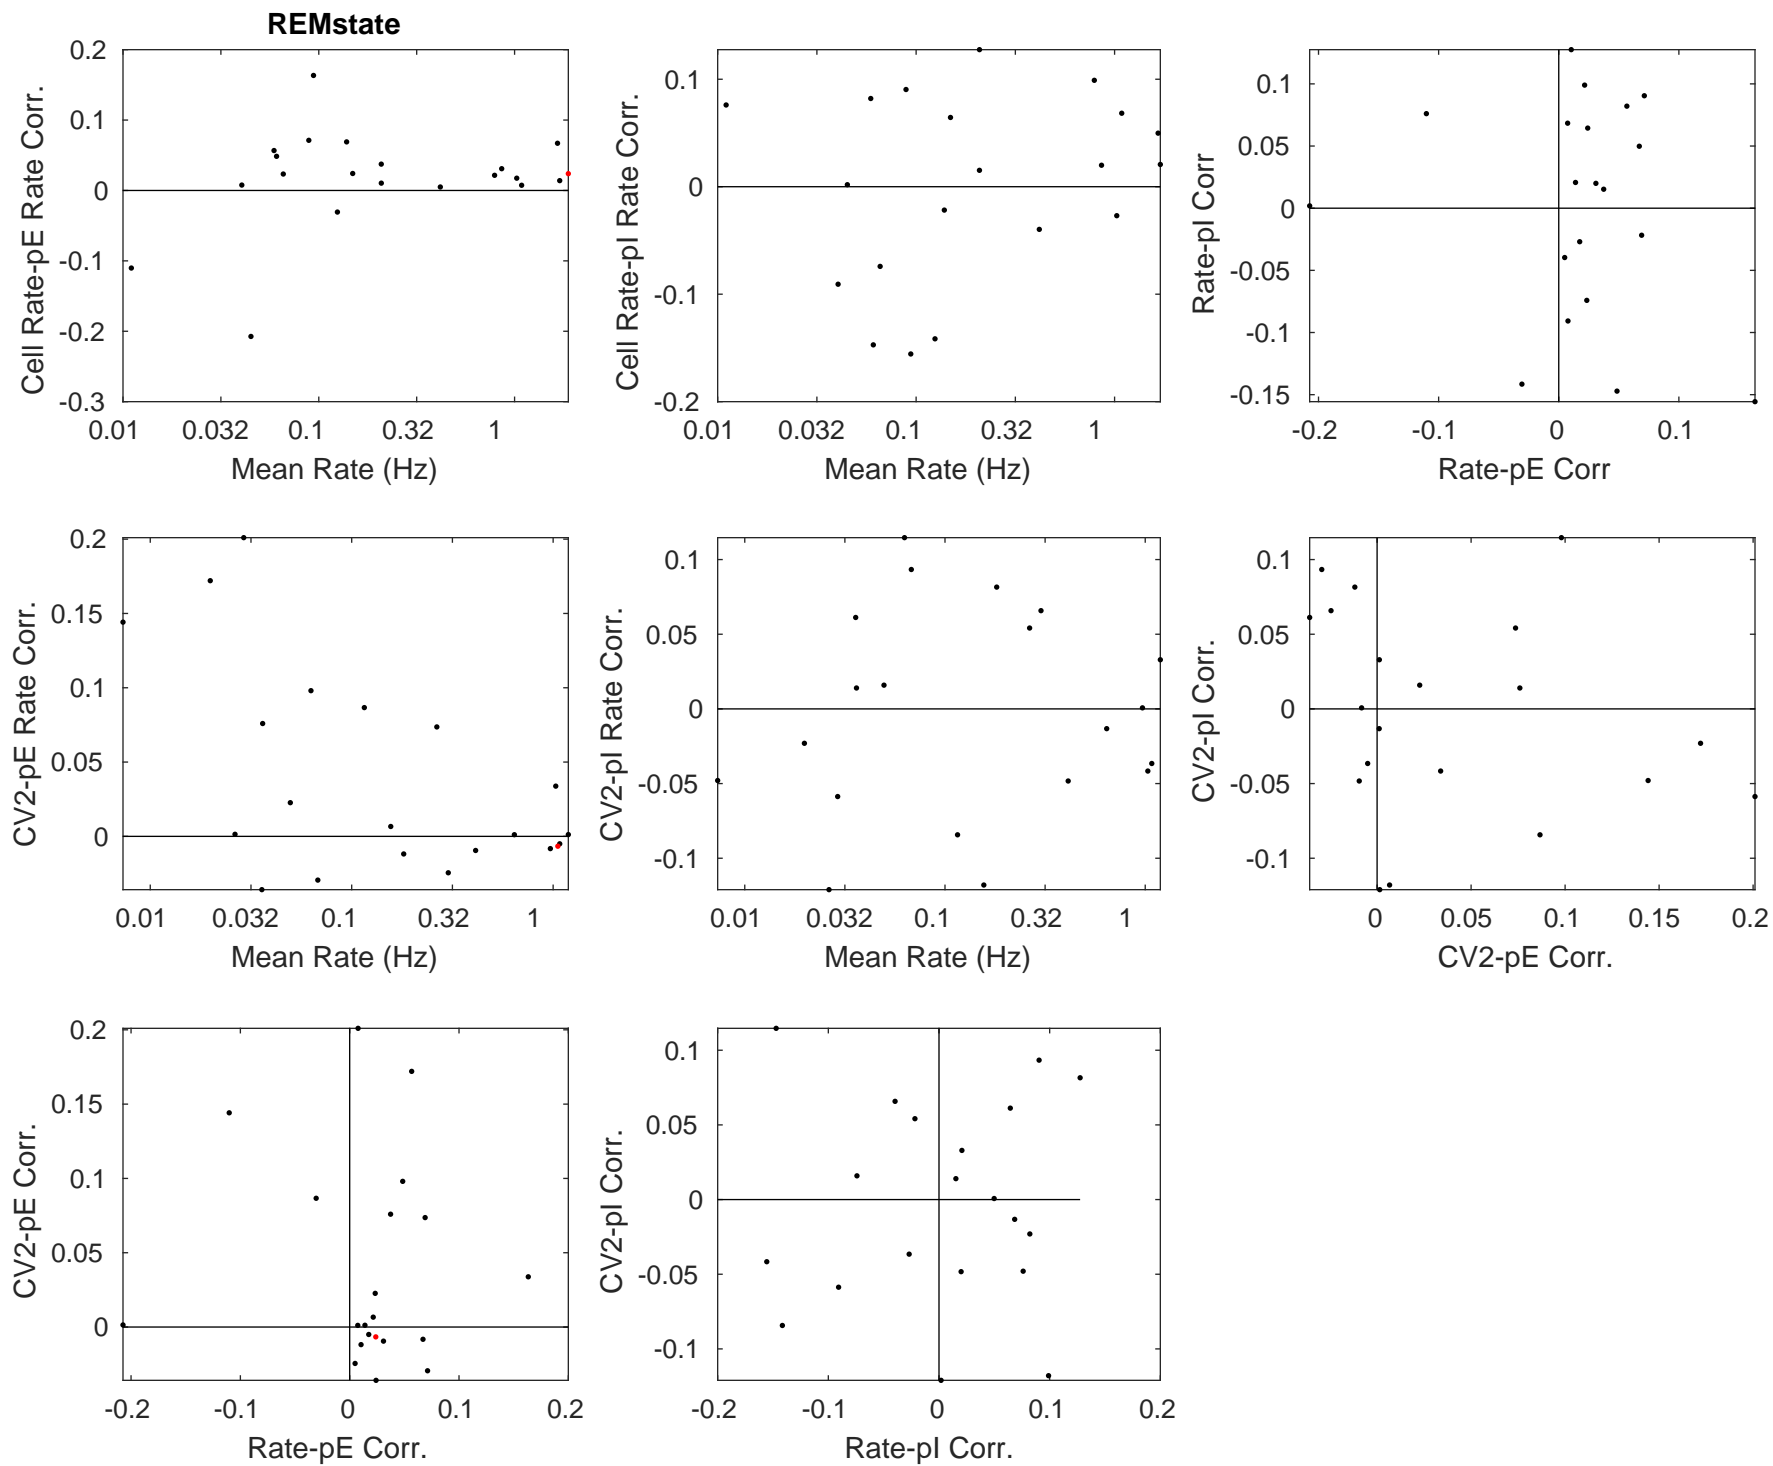 REMstate
0.2
0.1
0
-0.1
-0.2
-0.3
Cell Rate-pE Rate Corr.
0.01 0.032 0.1 0.32 1
Mean Rate (Hz)
0.1
0
-0.1
-0.2
Cell Rate-pI Rate Corr.
0.01 0.032 0.1 0.32 1
Mean Rate (Hz)
0.1
0.05
0
-0.05
-0.1
-0.15
Rate-pI Corr
-0.2 -0.1 0 0.1
Rate-pE Corr
0.2
0.15
0.1
0.05
0
CV2-pE Rate Corr.
0.01 0.032 0.1 0.32 1
Mean Rate (Hz)
0.1
0.05
0
-0.05
-0.1
CV2-pI Rate Corr.
0.01 0.032 0.1 0.32 1
Mean Rate (Hz)
0.1
0.05
0
-0.05
-0.1
CV2-pI Corr.
0 0.05 0.1 0.15 0.2
CV2-pE Corr.
0.2
0.15
0.1
0.05
0
CV2-pE Corr.
-0.2 -0.1 0 0.1 0.2
Rate-pE Corr.
0.1
0.05
0
-0.05
-0.1
CV2-pI Corr.
-0.2 -0.1 0 0.1 0.2
Rate-pI Corr.